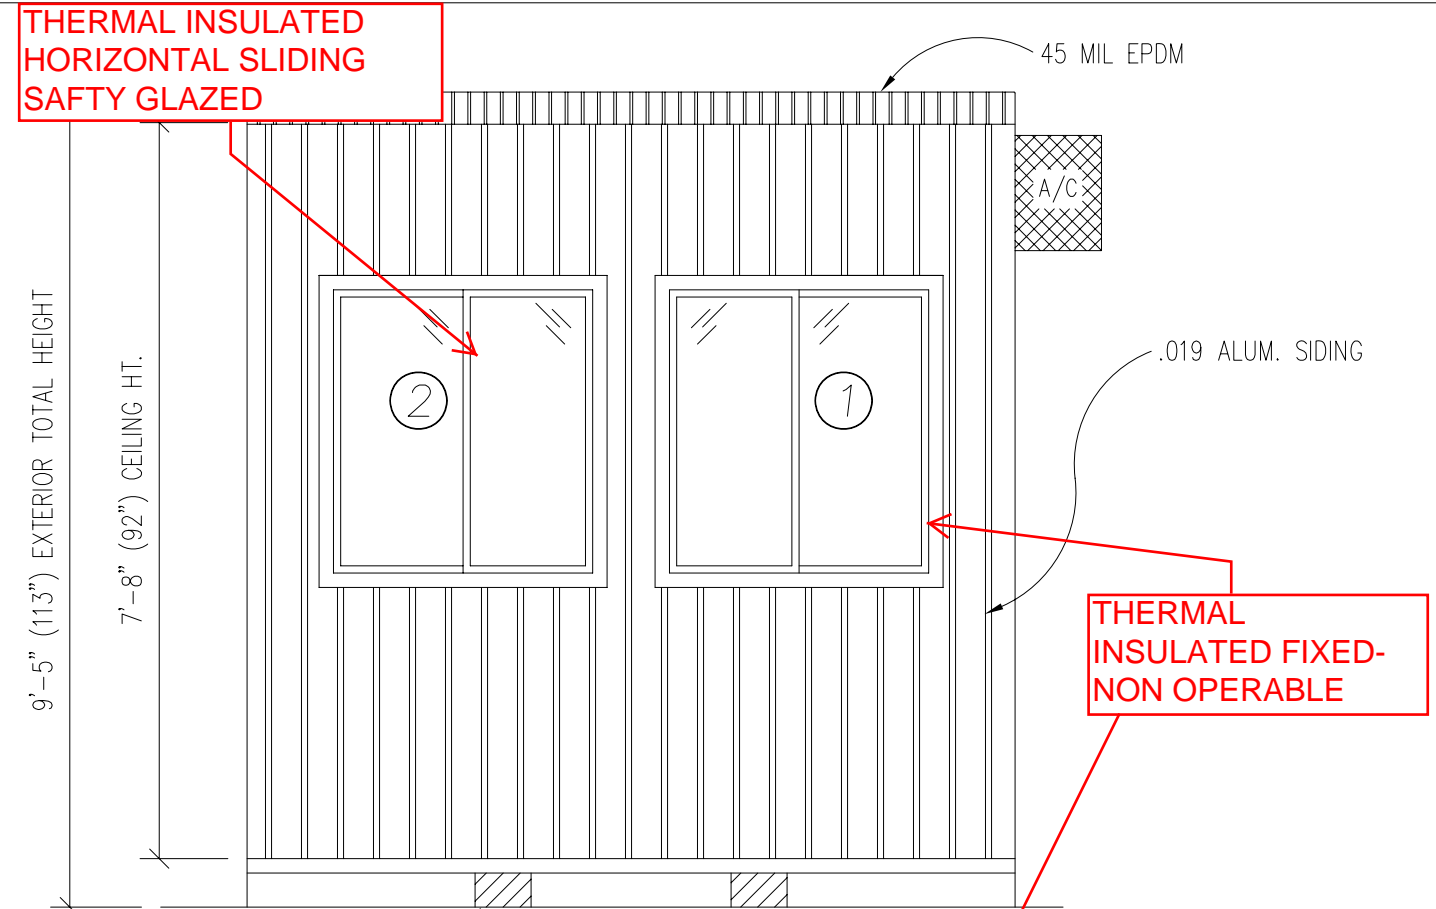 THERMAL INSULATED
HORIZONTAL SLIDING
SAFTY GLAZED
45 MIL EPDM
A/C
.019 ALUM. SIDING
2
1
9'-5" (113") EXTERIOR TOTAL HEIGHT
7'-8" (92") CEILING HT.
THERMAL
INSULATED FIXED-
NON OPERABLE